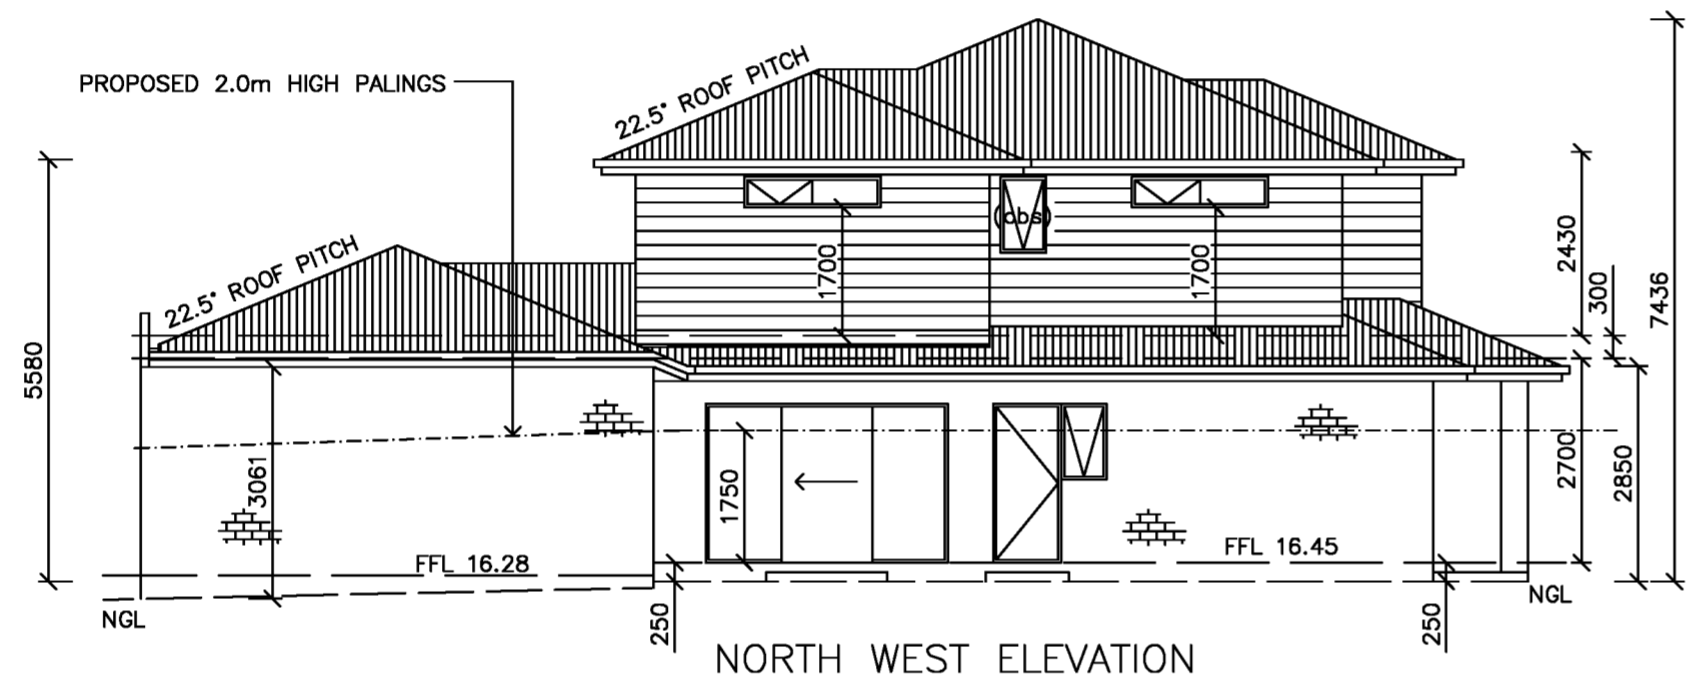 PROPOSED 2.0m HIGH PALINGS
22.5° ROOF PITCH
22.5° ROOF PITCH
(obs)
1700
1700
2430
300
7436
5580
3061
1750
2700
2850
FFL 16.28
FFL 16.45
NGL
NGL
250
250
NORTH WEST ELEVATION